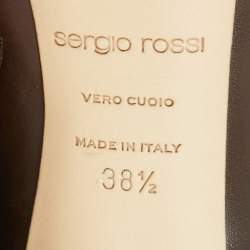 sergio rossi
VERO CUOIO
MADE IN ITALY
38½